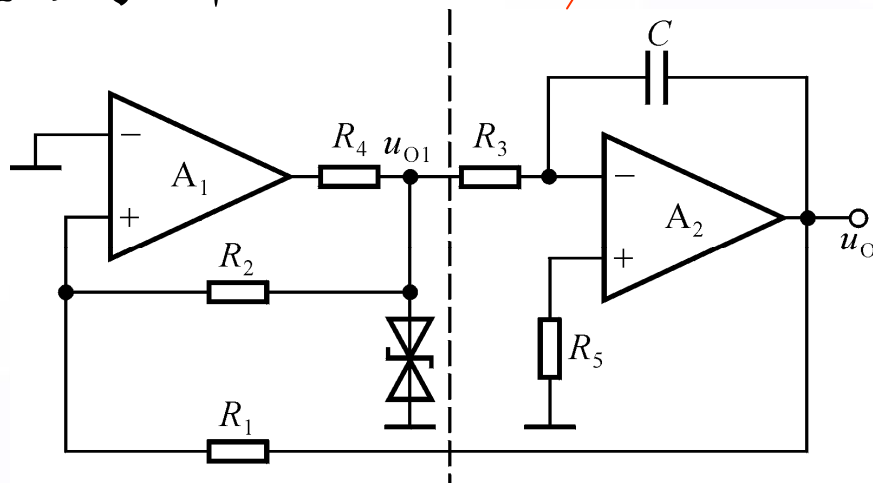 C
R4 uO1 R3
− A1 + − A2 +
R2 uO
R5
R1